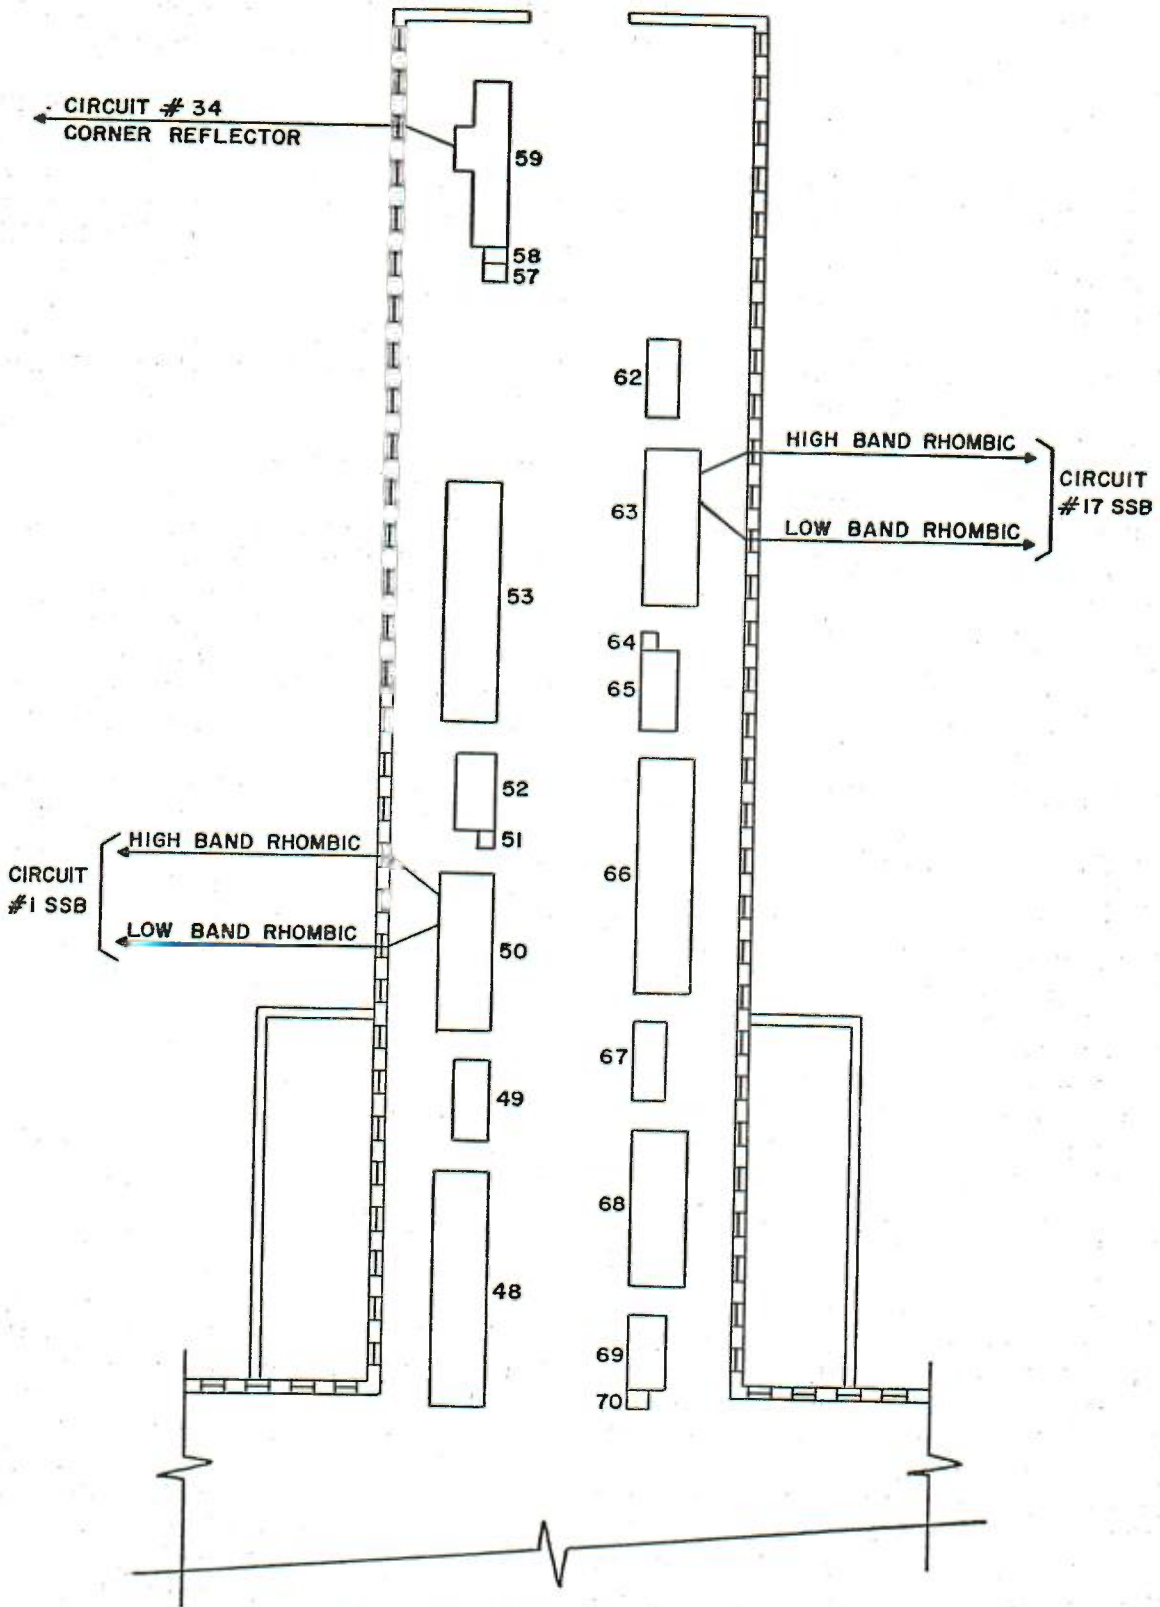 CIRCUIT # 34
CORNER REFLECTOR
59
58
57
62
HIGH BAND RHOMBIC
CIRCUIT
#17 SSB
63
LOW BAND RHOMBIC
53
64
65
52
51
HIGH BAND RHOMBIC
CIRCUIT
#1 SSB
LOW BAND RHOMBIC
66
50
67
49
68
48
69
70